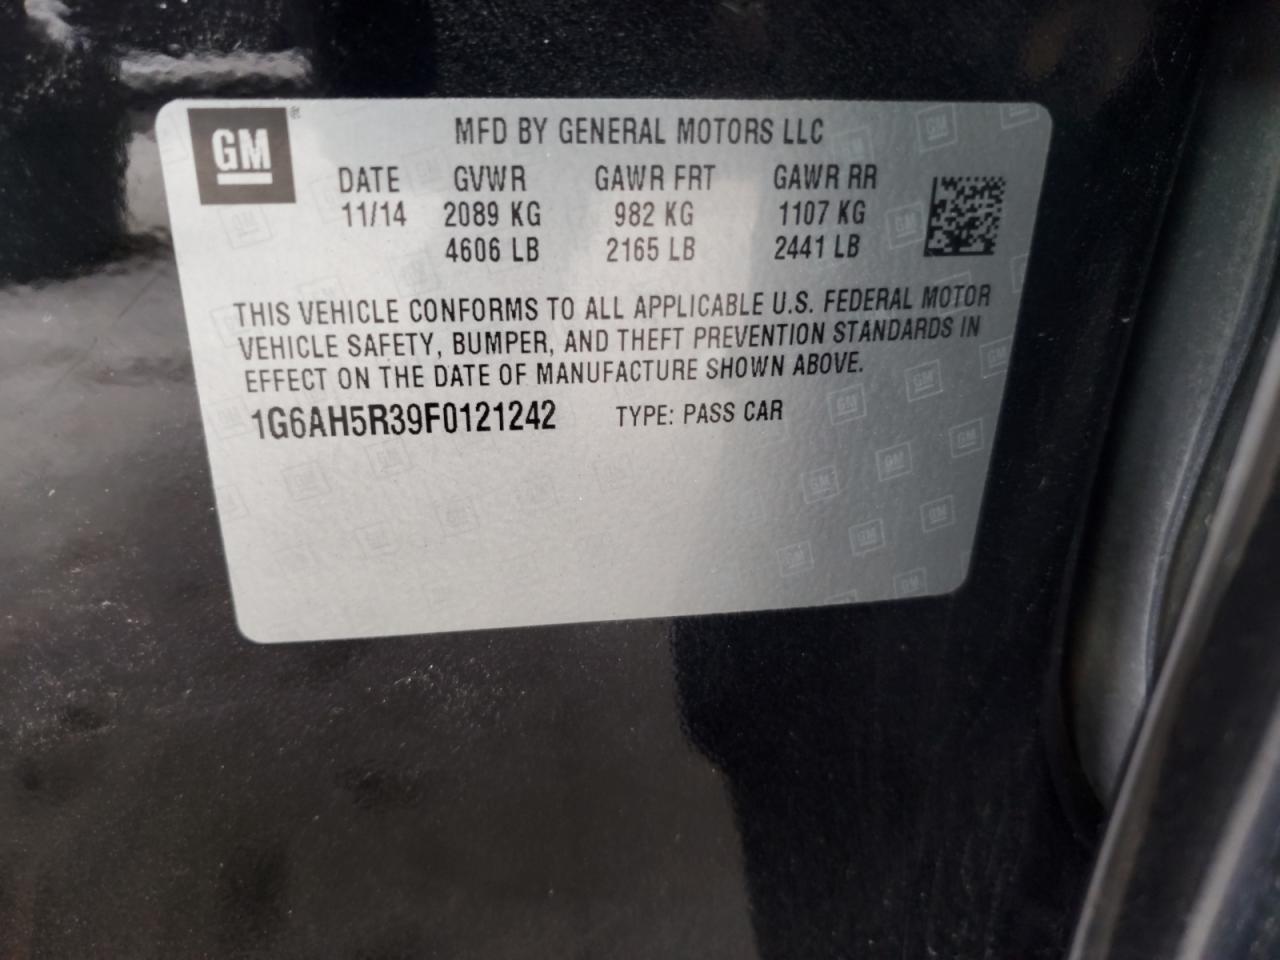 GM®
MFD BY GENERAL MOTORS LLC
DATE GVWR GAWR FRT GAWR RR
11/14 2089 KG 982 KG 1107 KG
4606 LB 2165 LB 2441 LB
THIS VEHICLE CONFORMS TO ALL APPLICABLE U.S. FEDERAL MOTOR
VEHICLE SAFETY, BUMPER, AND THEFT PREVENTION STANDARDS IN
EFFECT ON THE DATE OF MANUFACTURE SHOWN ABOVE.
1G6AH5R39F0121242 TYPE: PASS CAR